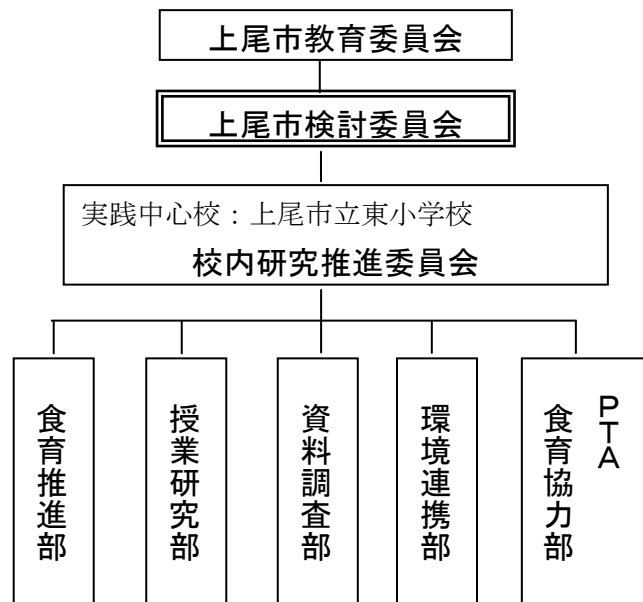 上尾市教育委員会
上尾市検討委員会
実践中心校：上尾市立東小学校
校内研究推進委員会
食育推進部
授業研究部
資料調査部
環境連携部
PTA
食育協力部